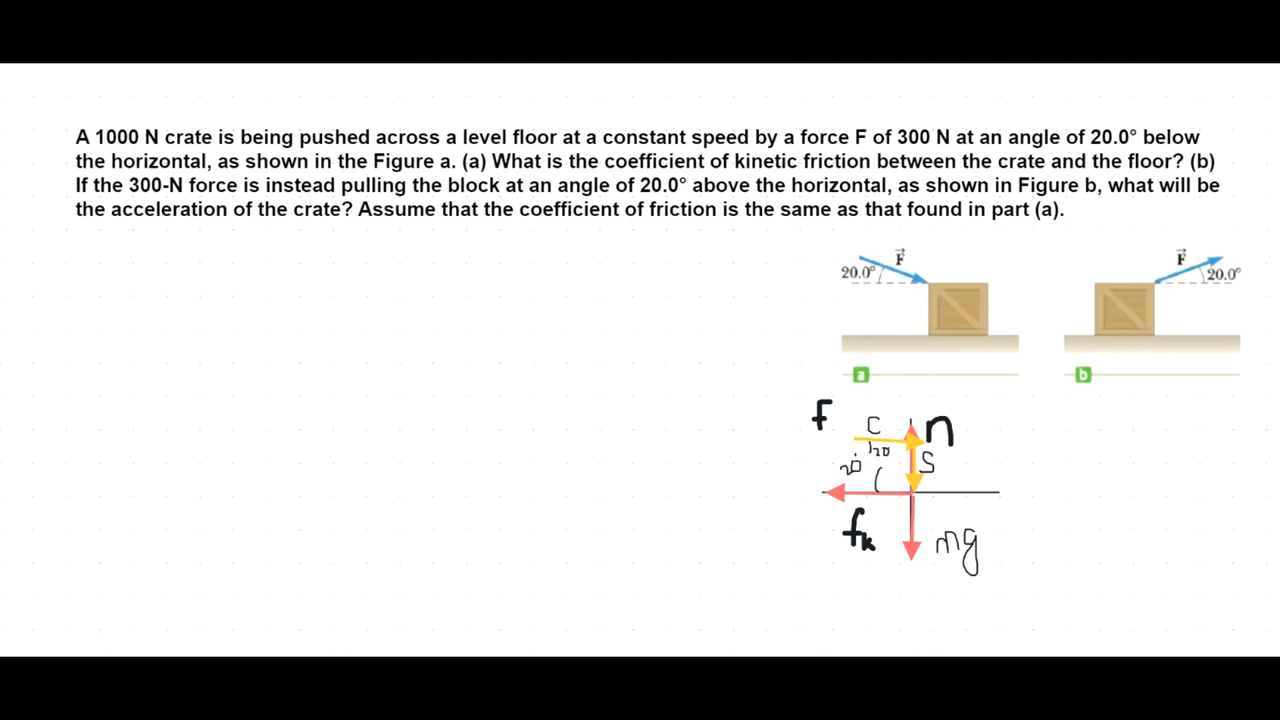 A 1000 N crate is being pushed across a level floor at a constant speed by a force F of 300 N at an angle of 20.0° below
the horizontal, as shown in the Figure a. (a) What is the coefficient of kinetic friction between the crate and the floor? (b)
If the 300-N force is instead pulling the block at an angle of 20.0° above the horizontal, as shown in Figure b, what will be
the acceleration of the crate? Assume that the coefficient of friction is the same as that found in part (a).
F⃗ F⃗
20.0° 20.0°
a b
F C n
20 S
fk mg